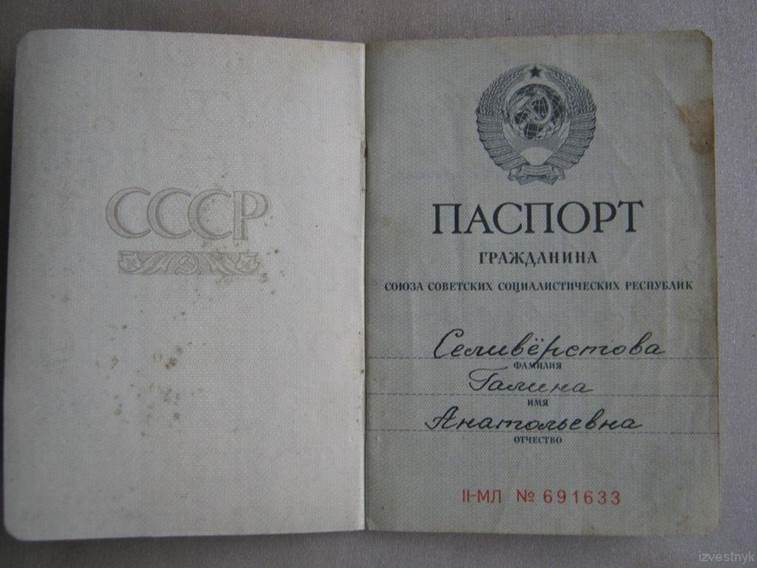 СССР
ПАСПОРТ
ГРАЖДАНИНА
СОЮЗА СОВЕТСКИХ СОЦИАЛИСТИЧЕСКИХ РЕСПУБЛИК
Селивёрстова
ФАМИЛИЯ
Галина
ИМЯ
Анатольевна
ОТЧЕСТВО
II-МЛ № 691633
izvestnyk